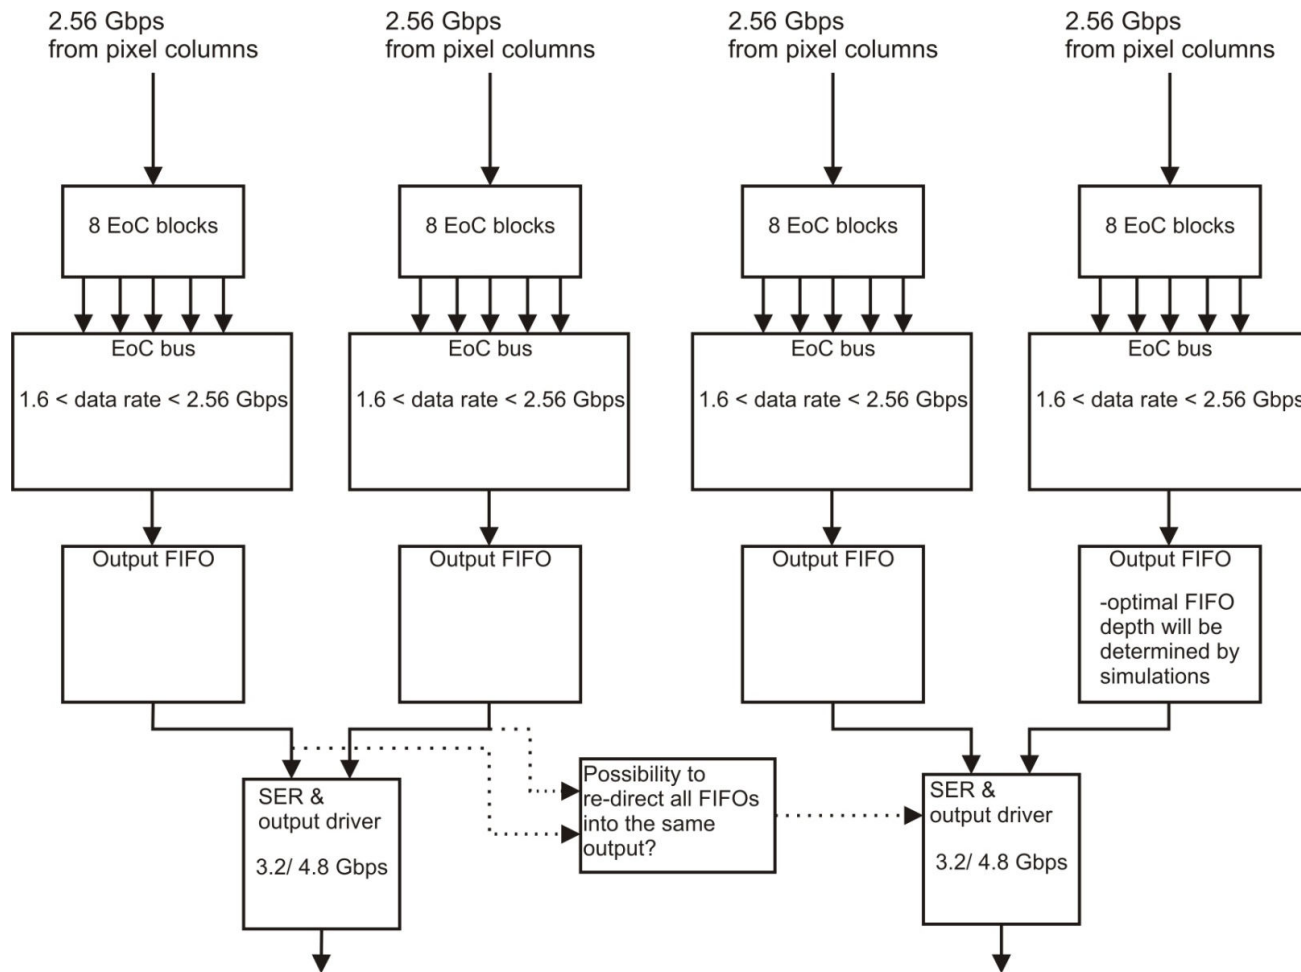 2.56 Gbps
from pixel columns
2.56 Gbps
from pixel columns
2.56 Gbps
from pixel columns
2.56 Gbps
from pixel columns
8 EoC blocks
8 EoC blocks
8 EoC blocks
8 EoC blocks
EoC bus
1.6 < data rate < 2.56 Gbps
EoC bus
1.6 < data rate < 2.56 Gbps
EoC bus
1.6 < data rate < 2.56 Gbps
EoC bus
1.6 < data rate < 2.56 Gbps
Output FIFO
Output FIFO
Output FIFO
Output FIFO
-optimal FIFO
depth will be
determined by
simulations
SER &
output driver
3.2/ 4.8 Gbps
Possibility to
re-direct all FIFOs
into the same
output?
SER &
output driver
3.2/ 4.8 Gbps